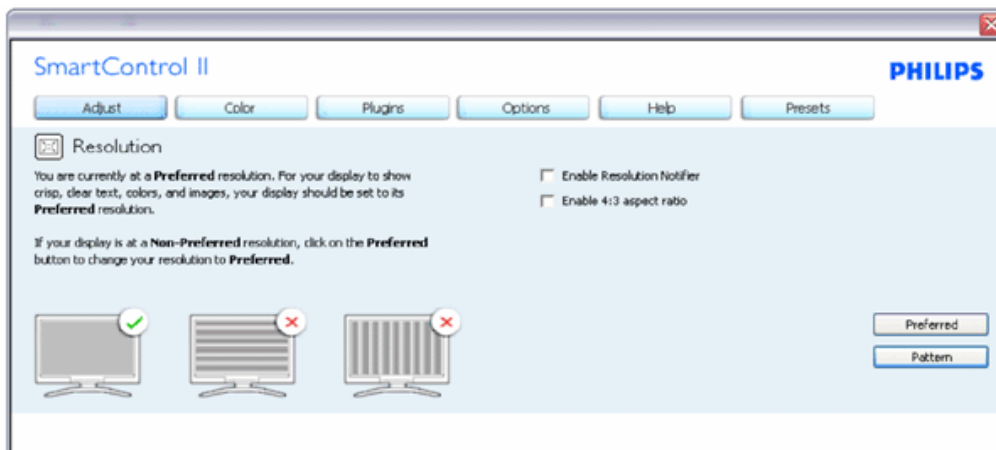 SmartControl II
PHILIPS
Adjust
Color
Plugins
Options
Help
Presets
Resolution
You are currently at a Preferred resolution. For your display to show
crisp, clear text, colors, and images, your display should be set to its
Preferred resolution.
If your display is at a Non-Preferred resolution, click on the Preferred
button to change your resolution to Preferred.
Enable Resolution Notifier
Enable 4:3 aspect ratio
Preferred
Pattern